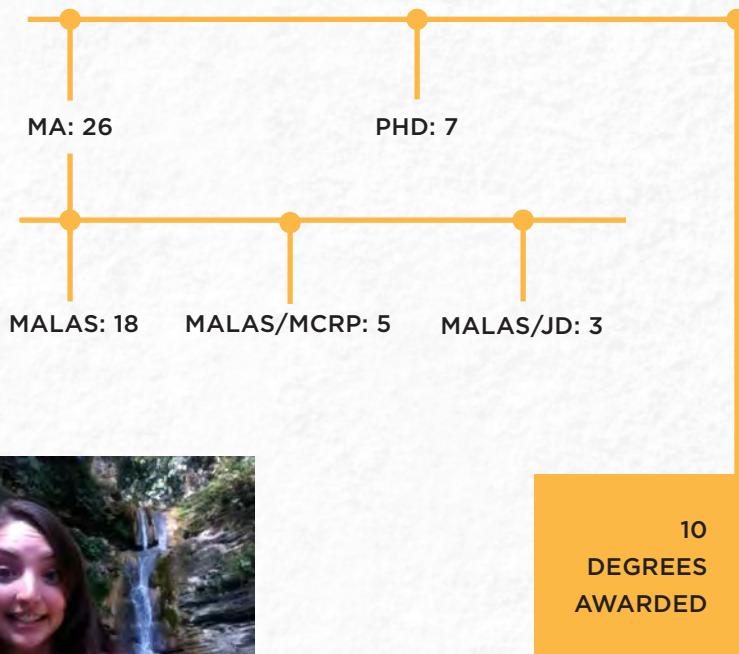 MA: 26
PHD: 7
MALAS: 18
MALAS/MCRP: 5
MALAS/JD: 3
10
DEGREES
AWARDED